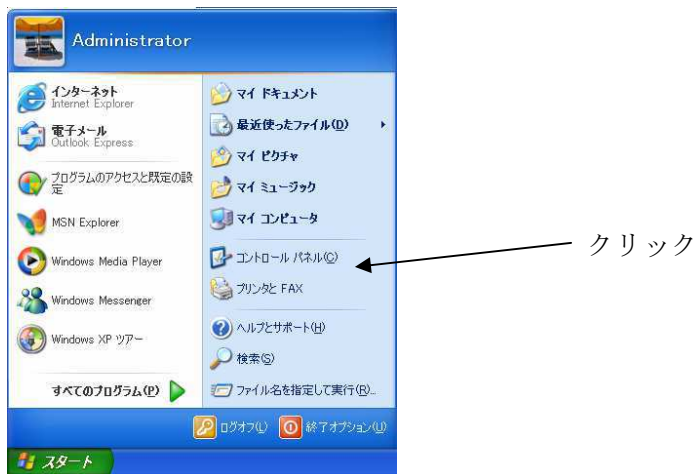 Administrator
インターネット
Internet Explorer
電子メール
Outlook Express
プログラムのアクセスと既定の設
定
MSN Explorer
Windows Media Player
Windows Messenger
Windows XP ツアー
すべてのプログラム(P)
マイ ドキュメント
最近使ったファイル(D)
マイ ピクチャ
マイ ミュージック
マイ コンピュータ
コントロール パネル(C)
プリンタと FAX
ヘルプとサポート(H)
検索(S)
ファイル名を指定して実行(R)...
クリック
ログオフ(L)
終了オプション(U)
スタート